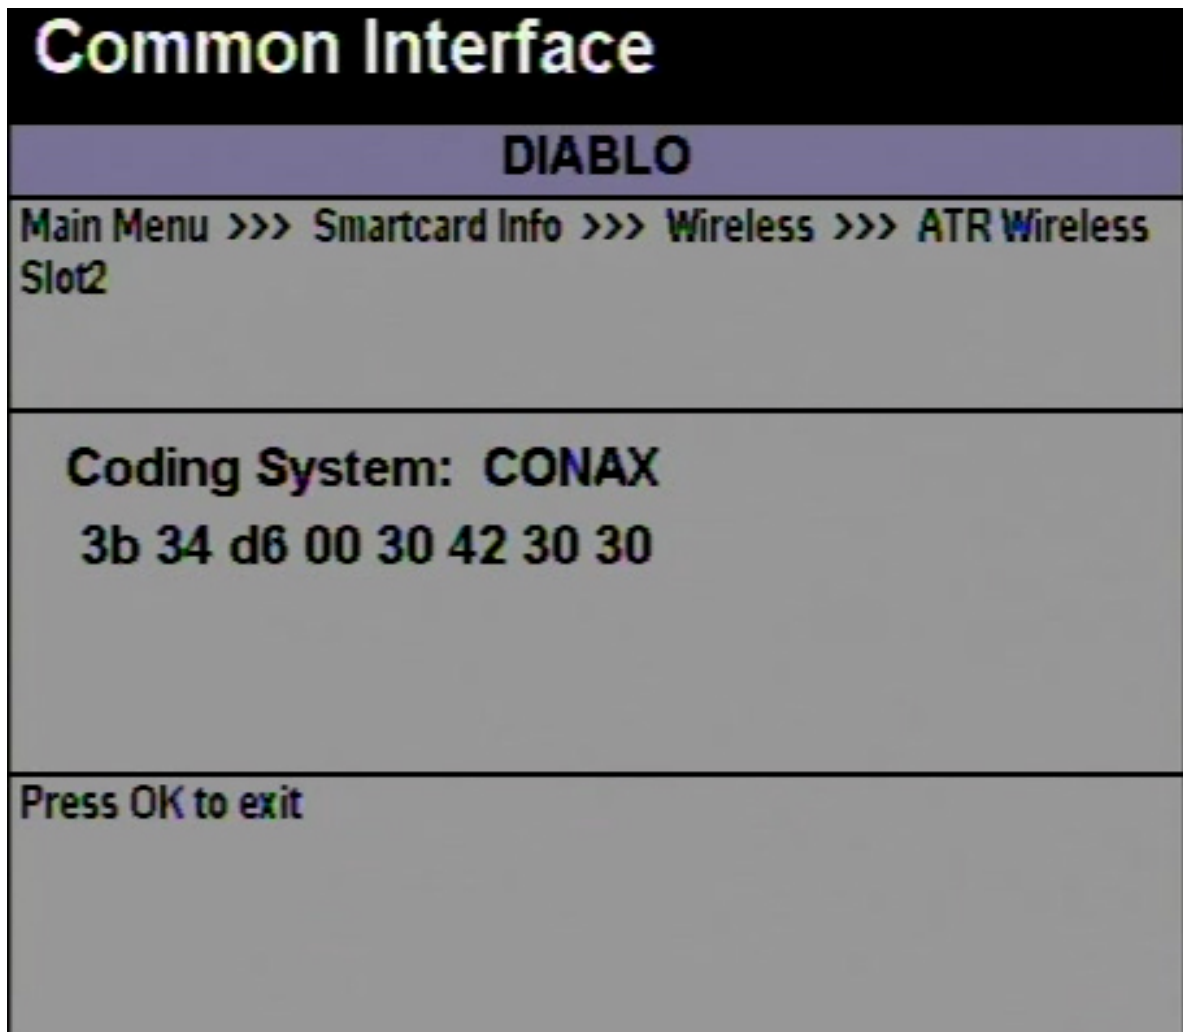 Common Interface
DIABLO
Main Menu >>> Smartcard Info >>> Wireless >>> ATR Wireless
Slot2
Coding System: CONAX
3b 34 d6 00 30 42 30 30
Press OK to exit